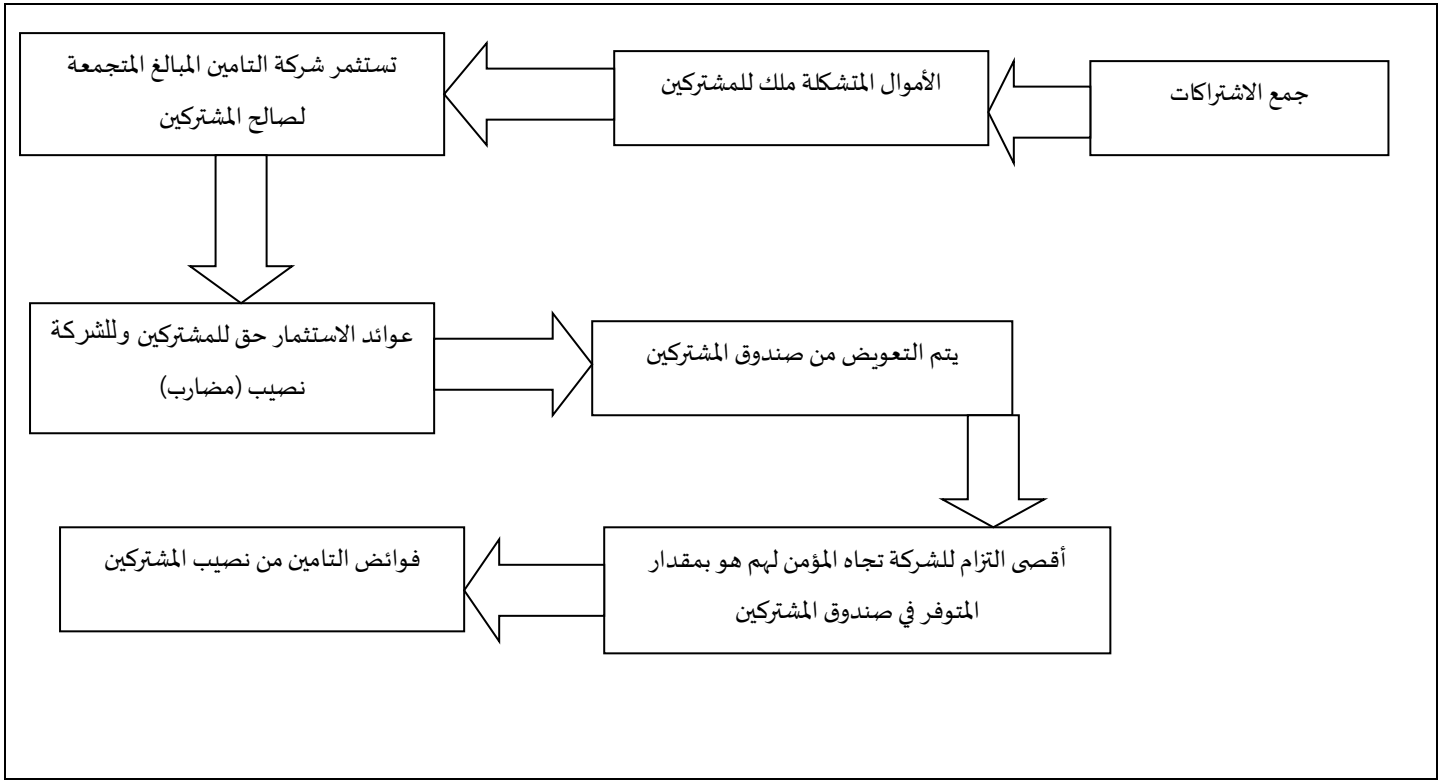 جمع الاشتراكات
الأموال المتشكلة ملك للمشتركين
تستثمر شركة التامين المبالغ المتجمعة
لصالح المشتركين
عوائد الاستثمار حق للمشتركين وللشركة
نصيب (مضارب)
يتم التعويض من صندوق المشتركين
أقصى التزام للشركة تجاه المؤمن لهم هو بمقدار
المتوفر في صندوق المشتركين
فوائض التامين من نصيب المشتركين